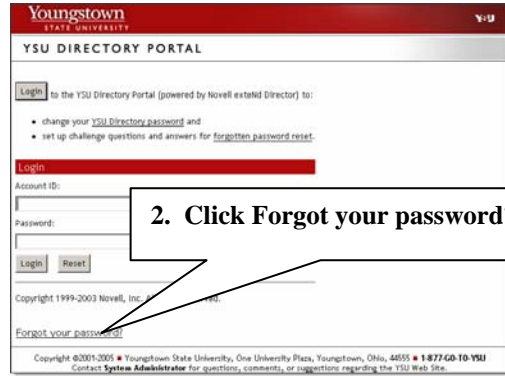 Youngstown
STATE UNIVERSITY
YSU
YSU DIRECTORY PORTAL
Login to the YSU Directory Portal (powered by Novell exteNd Director) to:
• change your YSU Directory password and
• set up challenge questions and answers for forgotten password reset.
Login
Account ID:
2. Click Forgot your password
Password:
Login Reset
Copyright 1999-2003 Novell, Inc.
Forgot your password?
Copyright ©2001-2005 ■ Youngstown State University, One University Plaza, Youngstown, Ohio, 44555 ■ 1-877-GO-TO-YSU
Contact System Administrator for questions, comments, or suggestions regarding the YSU Web Site.